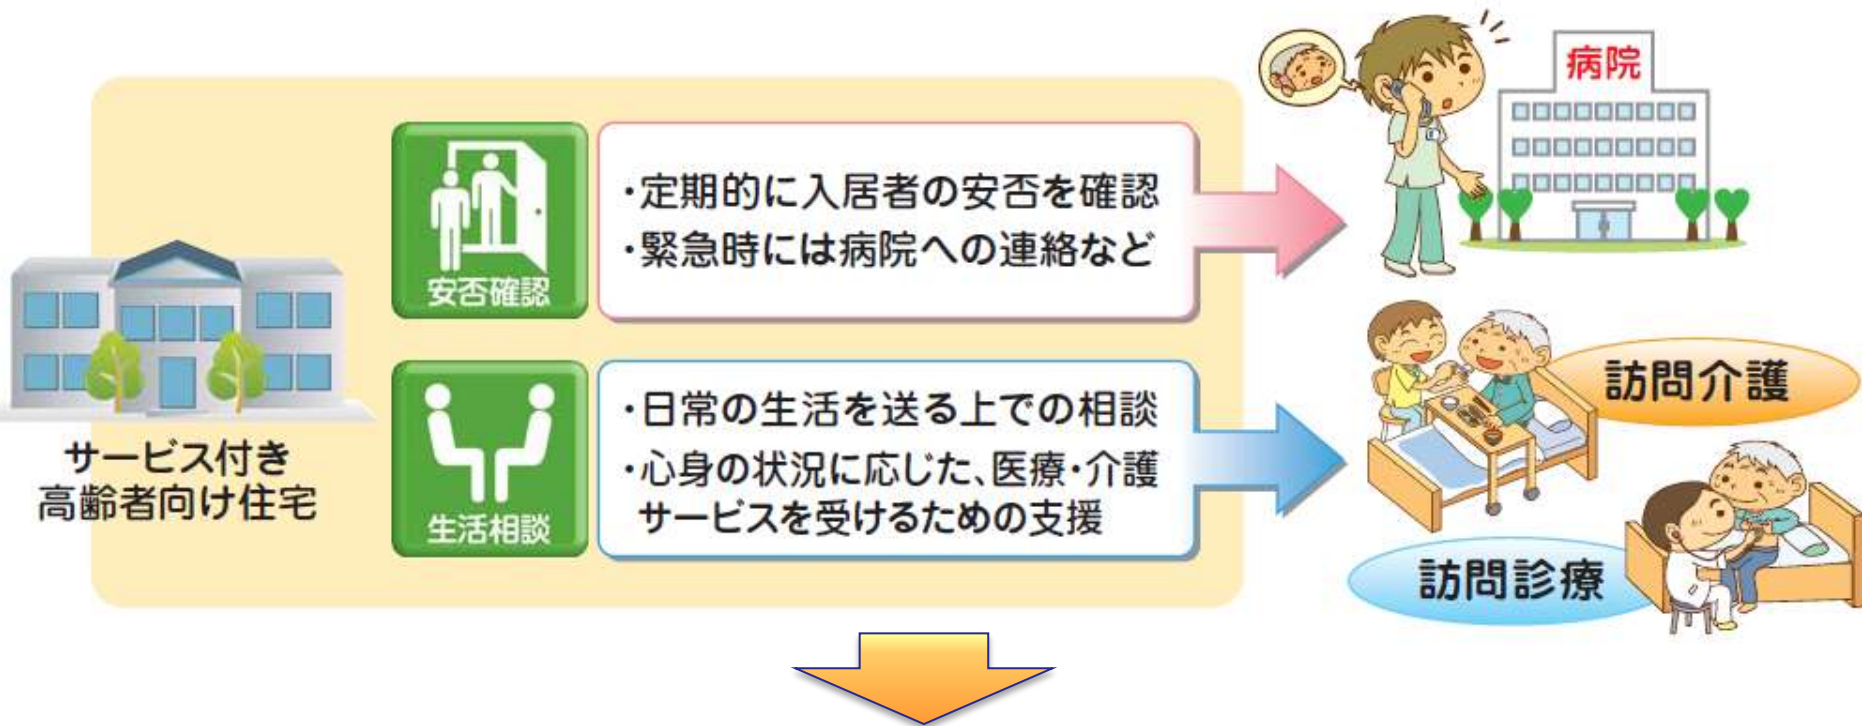 病院
安否確認
・定期的に入居者の安否を確認
・緊急時には病院への連絡など
サービス付き
高齢者向け住宅
生活相談
・日常の生活を送る上での相談
・心身の状況に応じた、医療・介護
サービスを受けるための支援
訪問介護
訪問診療